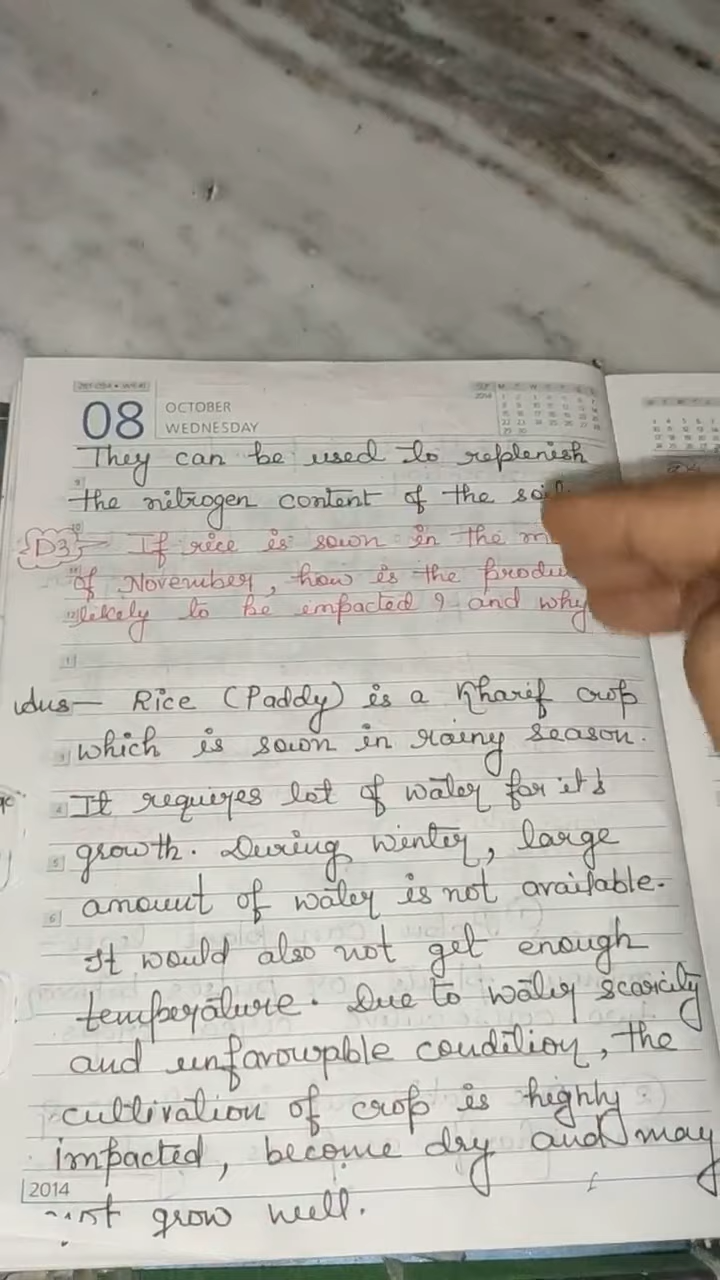 08 OCTOBER
WEDNESDAY
They can be used to replenish
the nitrogen content of the
D3 If rice is sown in the
of November, how is the
likely to be impacted ? and why
Aus— Rice (Paddy) is a Kharif crop
which is sown in rainy season.
It requires lot of water for it's
growth. During winter, large
amount of water is not available.
It would also not get enough
temperature. Due to water scarcity
and unfavourable condition, the
cultivation of crop is highly
impacted, become dry and may
not grow well.
2014